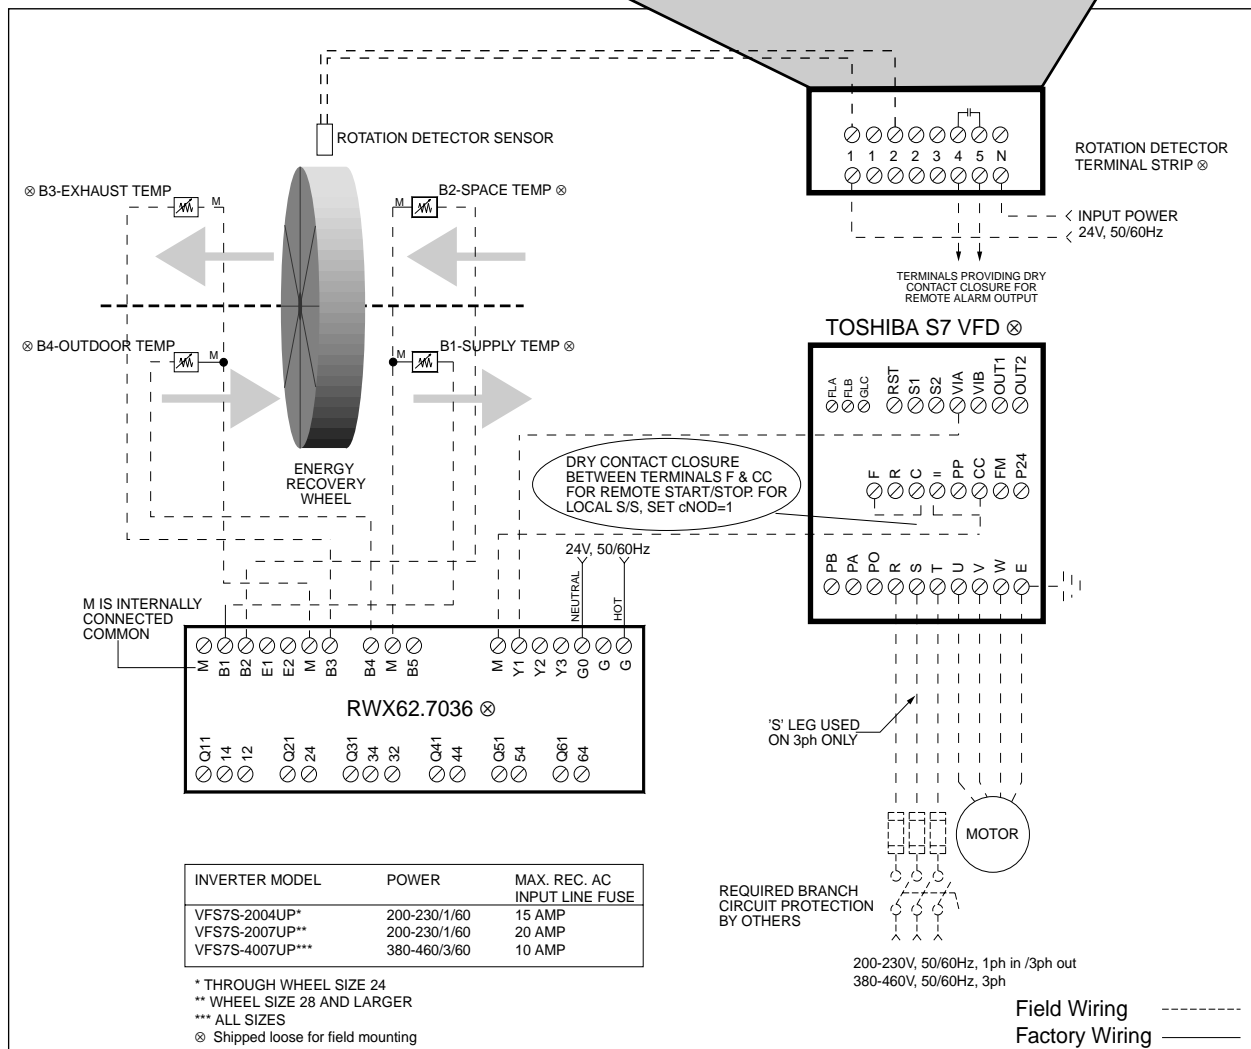 ROTATION DETECTOR SENSOR
1 1 2 2 3 4 5 N
ROTATION DETECTOR
TERMINAL STRIP ⊗
⊗ B3-EXHAUST TEMP
M
B2-SPACE TEMP ⊗
M
INPUT POWER
24V, 50/60Hz
TERMINALS PROVIDING DRY
CONTACT CLOSURE FOR
REMOTE ALARM OUTPUT
⊗ B4-OUTDOOR TEMP
M
B1-SUPPLY TEMP ⊗
M
ENERGY
RECOVERY
WHEEL
TOSHIBA S7 VFD ⊗
FLA FLB GLC RST S1 S2 VIA VIB OUT1 OUT2
F R C = PP CC FM P24
PB PA PO R S T U V W E
DRY CONTACT CLOSURE
BETWEEN TERMINALS F & CC
FOR REMOTE START/STOP. FOR
LOCAL S/S, SET cNOD=1
24V, 50/60Hz
NEUTRAL
HOT
M IS INTERNALLY
CONNECTED
COMMON
M B1 B2 E1 E2 M B3 B4 M B5 M Y1 Y2 Y3 G0 G G
RWX62.7036 ⊗
Q11 14 12 Q21 24 Q31 34 32 Q41 44 Q51 54 Q61 64
'S' LEG USED
ON 3ph ONLY
MOTOR
REQUIRED BRANCH
CIRCUIT PROTECTION
BY OTHERS
200-230V, 50/60Hz, 1ph in /3ph out
380-460V, 50/60Hz, 3ph
INVERTER MODEL POWER MAX. REC. AC
INPUT LINE FUSE
VFS7S-2004UP* 200-230/1/60 15 AMP
VFS7S-2007UP** 200-230/1/60 20 AMP
VFS7S-4007UP*** 380-460/3/60 10 AMP
* THROUGH WHEEL SIZE 24
** WHEEL SIZE 28 AND LARGER
*** ALL SIZES
⊗ Shipped loose for field mounting
Field Wiring
Factory Wiring